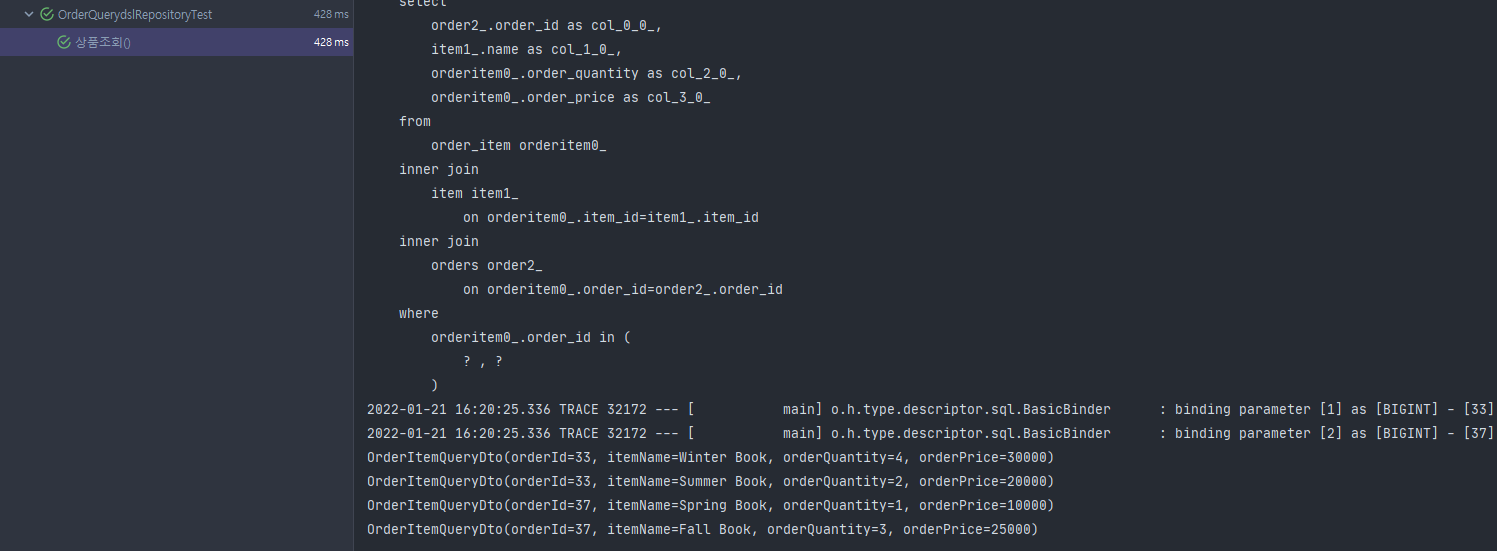 OrderQuerydslRepositoryTest 428 ms
상품조회() 428 ms
select
order2_.order_id as col_0_0_,
item1_.name as col_1_0_,
orderitem0_.order_quantity as col_2_0_,
orderitem0_.order_price as col_3_0_
from
order_item orderitem0_
inner join
item item1_
on orderitem0_.item_id=item1_.item_id
inner join
orders order2_
on orderitem0_.order_id=order2_.order_id
where
orderitem0_.order_id in (
? , ?
)
2022-01-21 16:20:25.336 TRACE 32172 --- [           main] o.h.type.descriptor.sql.BasicBinder      : binding parameter [1] as [BIGINT] - [33]
2022-01-21 16:20:25.336 TRACE 32172 --- [           main] o.h.type.descriptor.sql.BasicBinder      : binding parameter [2] as [BIGINT] - [37]
OrderItemQueryDto(orderId=33, itemName=Winter Book, orderQuantity=4, orderPrice=30000)
OrderItemQueryDto(orderId=33, itemName=Summer Book, orderQuantity=2, orderPrice=20000)
OrderItemQueryDto(orderId=37, itemName=Spring Book, orderQuantity=1, orderPrice=10000)
OrderItemQueryDto(orderId=37, itemName=Fall Book, orderQuantity=3, orderPrice=25000)